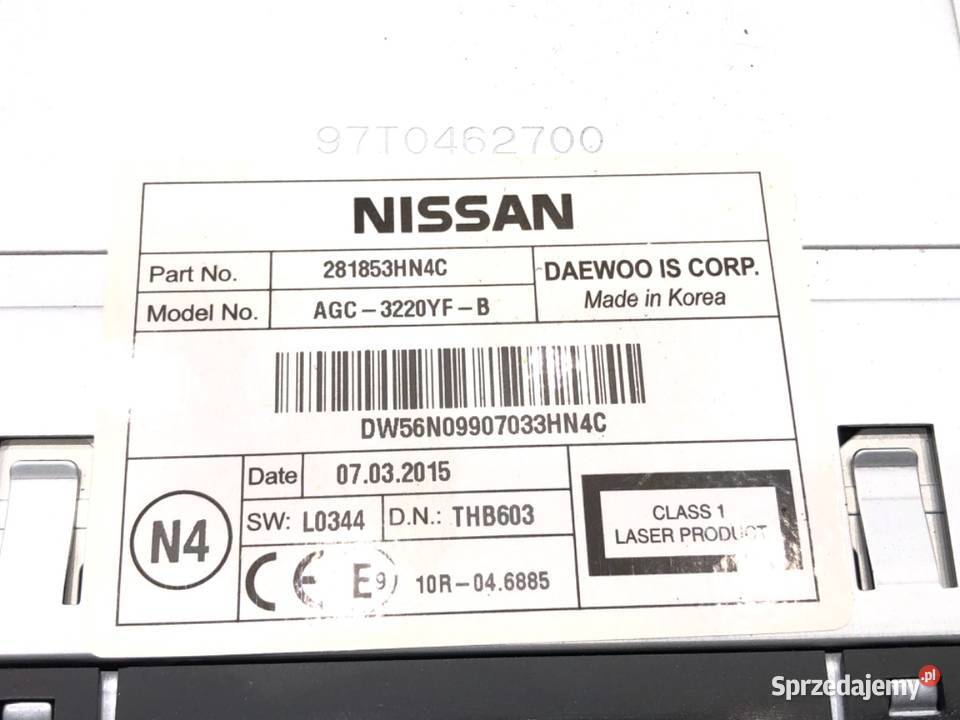 97T0462700
NISSAN
Part No. 281853HN4C
DAEWOO IS CORP.
Made in Korea
Model No. AGC-3220YF-B
DW56N09907033HN4C
N4
Date 07.03.2015
SW: L0344 D.N.: THB603
CE E9 10R-04.6885
CLASS 1
LASER PRODUCT
Sprzedajemy.pl